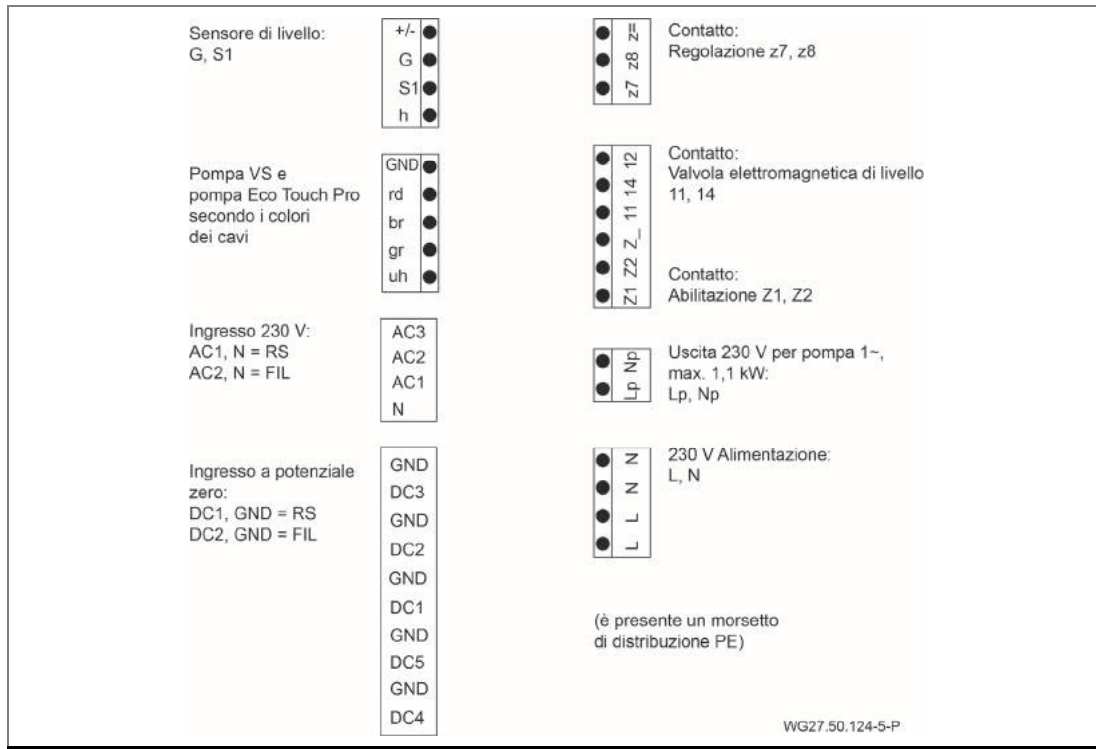 Sensore di livello:
G, S1
+/-
G
S1
h
Pompa VS e
pompa Eco Touch Pro
secondo i colori
dei cavi
GND
rd
br
gr
uh
Ingresso 230 V:
AC1, N = RS
AC2, N = FIL
AC3
AC2
AC1
N
Ingresso a potenziale
zero:
DC1, GND = RS
DC2, GND = FIL
GND
DC3
GND
DC2
GND
DC1
GND
DC5
GND
DC4
z7 z8 z=
Contatto:
Regolazione z7, z8
Z1 Z2 Z_ 11 14 12
Contatto:
Valvola elettromagnetica di livello
11, 14
Contatto:
Abilitazione Z1, Z2
Lp Np
Uscita 230 V per pompa 1~,
max. 1,1 kW:
Lp, Np
L L N N
230 V Alimentazione:
L, N
(è presente un morsetto
di distribuzione PE)
WG27.50.124-5-P